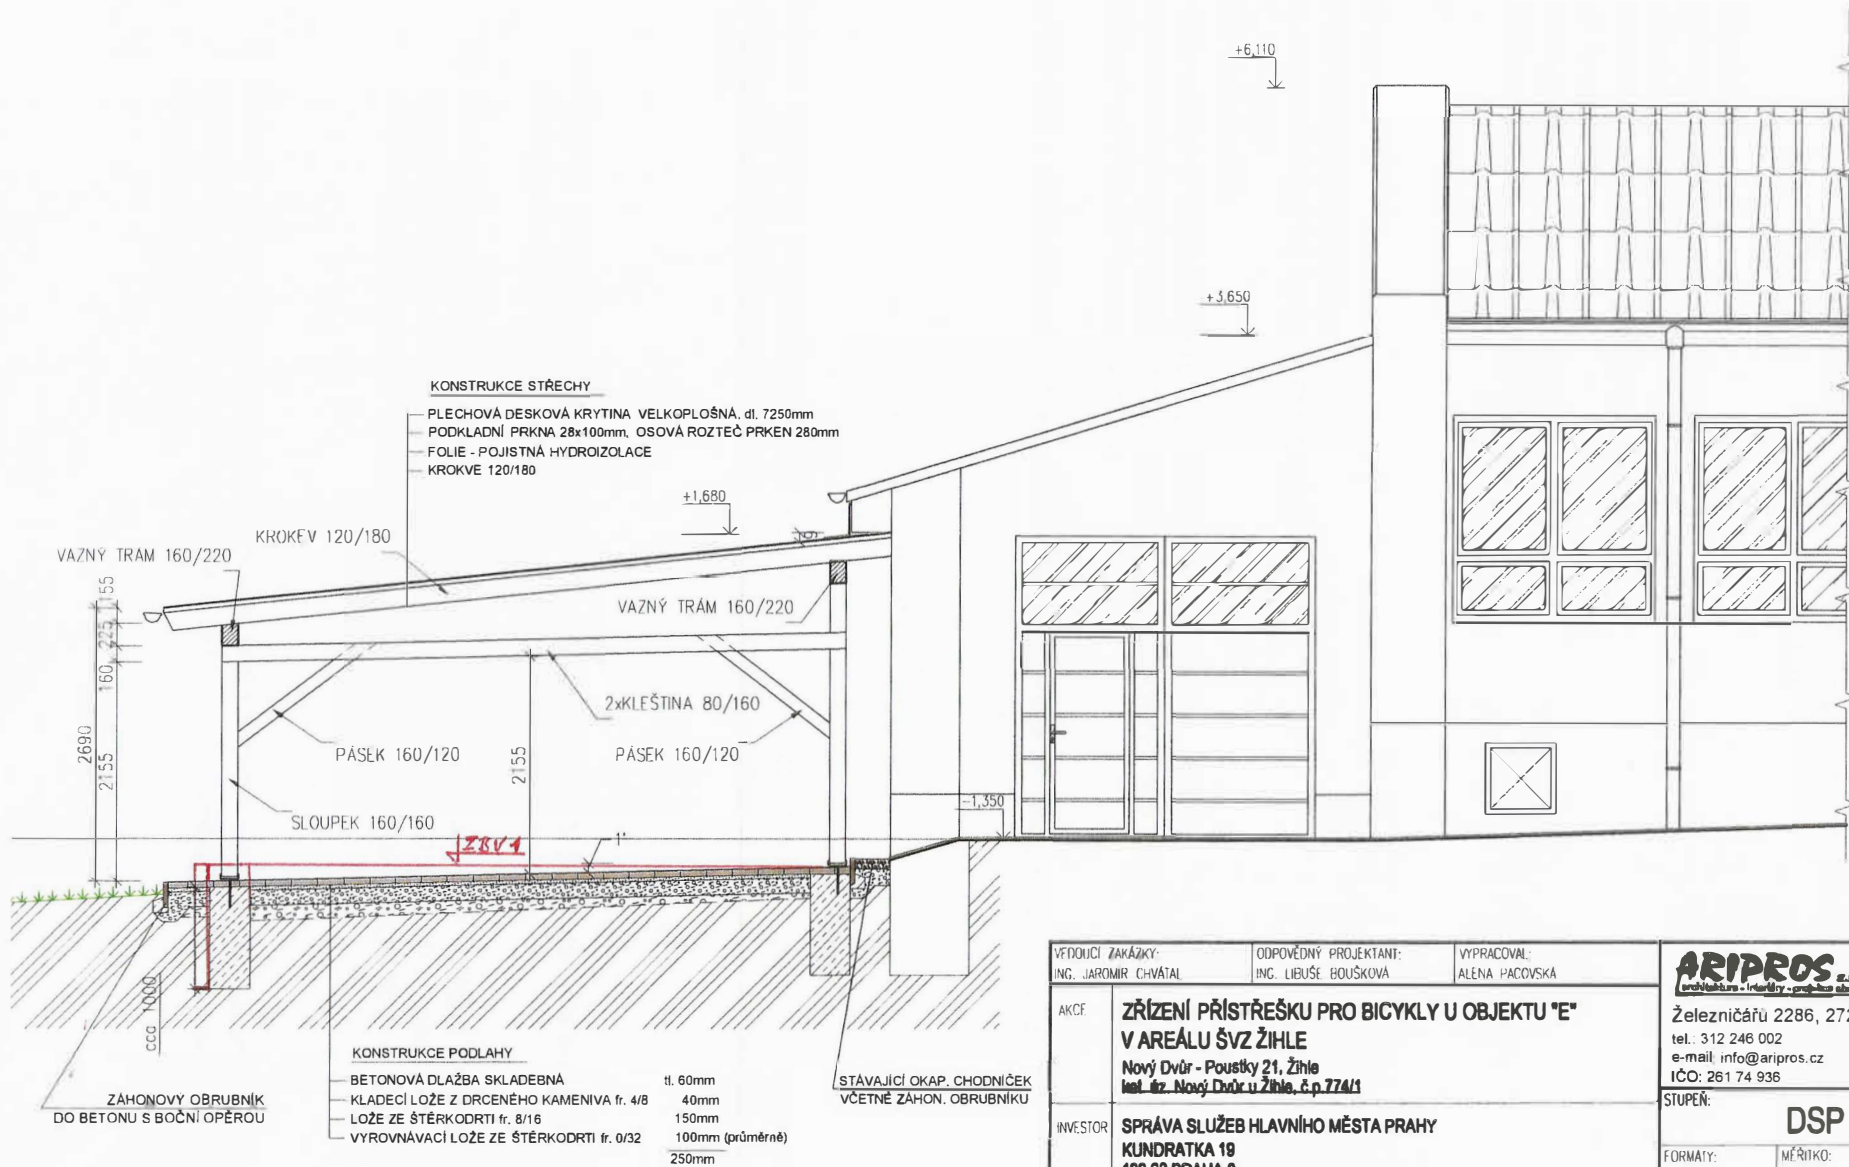 +6,110
+3,650
KONSTRUKCE STŘECHY
PLECHOVÁ DESKOVÁ KRYTINA VELKOPLOŠNÁ, dl. 7250mm
PODKLADNÍ PRKNA 28x100mm, OSOVÁ ROZTEČ PRKEN 280mm
FOLIE - POJISTNÁ HYDROIZOLACE
KROKVE 120/180
+1,680
KROKEV 120/180
VAZNÝ TRÁM 160/220
VAZNÝ TRÁM 160/220
155
225
160
2690
2155
2155
2xKLEŠTINA 80/160
PÁSEK 160/120
PÁSEK 160/120
SLOUPEK 160/160
-1,350
ZBV1
cca 1000
ZÁHONOVÝ OBRUBNÍK
DO BETONU S BOČNÍ OPĚROU
KONSTRUKCE PODLAHY
BETONOVÁ DLAŽBA SKLADEBNÁ tl. 60mm
KLADECÍ LOŽE Z DRCENÉHO KAMENIVA fr. 4/8 40mm
LOŽE ZE ŠTĚRKODRTI fr. 8/16 150mm
VYROVNÁVACÍ LOŽE ZE ŠTĚRKODRTI fr. 0/32 100mm (průměrně)
250mm
STÁVAJÍCÍ OKAP. CHODNÍČEK
VČETNĚ ZÁHON. OBRUBNÍKU
VEDOUCÍ ZAKÁZKY: ODPOVĚDNÝ PROJEKTANT: VYPRACOVAL:
ING. JAROMÍR CHVÁTAL ING. LIBUŠE BOUŠKOVÁ ALENA PACOVSKÁ
AKCE ZŘÍZENÍ PŘÍSTŘEŠKU PRO BICYKLY U OBJEKTU "E"
V AREÁLU ŠVZ ŽIHLE
Nový Dvůr - Poustky 21, Žihle
kat. úz. Nový Dvůr u Žihle, č.p.774/1
INVESTOR SPRÁVA SLUŽEB HLAVNÍHO MĚSTA PRAHY
KUNDRATKA 19
ARIPROS
Železničářů 2286, 272
tel.: 312 246 002
e-mail: info@aripros.cz
IČO: 261 74 936
STUPEŇ:
DSP
FORMÁTY: MĚŘÍTKO: